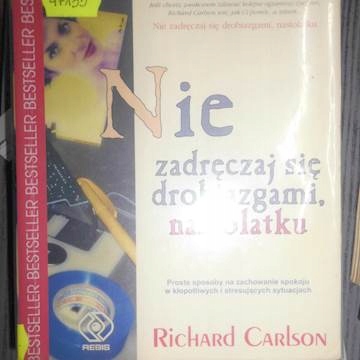 Nie zadręczaj się drobiazgami, nastolatku
Nie
zadręczaj się
drobiazgami,
nastolatku
Proste sposoby na zachowanie spokoju
w kłopotliwych i stresujących sytuacjach
REBIS
Richard Carlson
BESTSELLER BESTSELLER BESTSELLER BESTSELLER